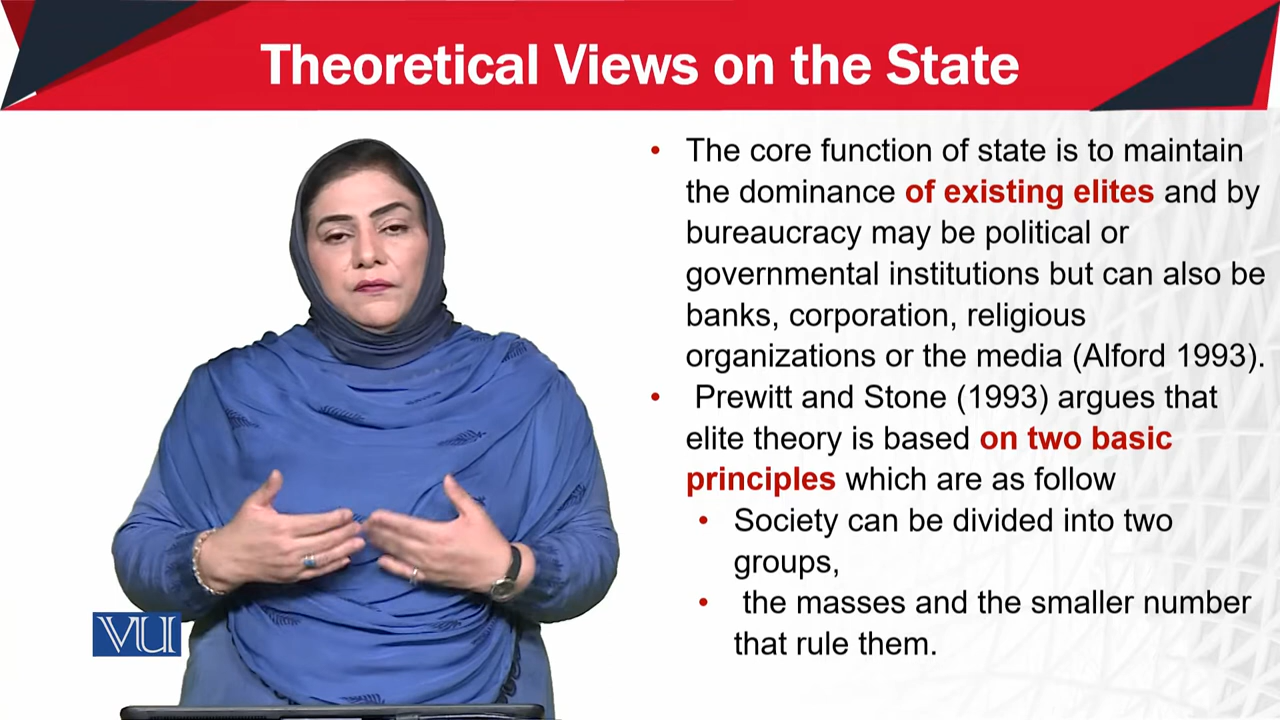 Theoretical Views on the State
• The core function of state is to maintain
the dominance of existing elites and by
bureaucracy may be political or
governmental institutions but can also be
banks, corporation, religious
organizations or the media (Alford 1993).
• Prewitt and Stone (1993) argues that
elite theory is based on two basic
principles which are as follow
• Society can be divided into two
groups,
• the masses and the smaller number
that rule them.
VU